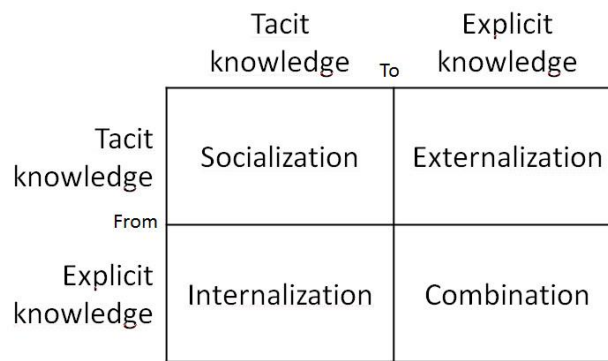 Tacit
knowledge
To
Explicit
knowledge
Tacit
knowledge
Socialization
Externalization
From
Explicit
knowledge
Internalization
Combination